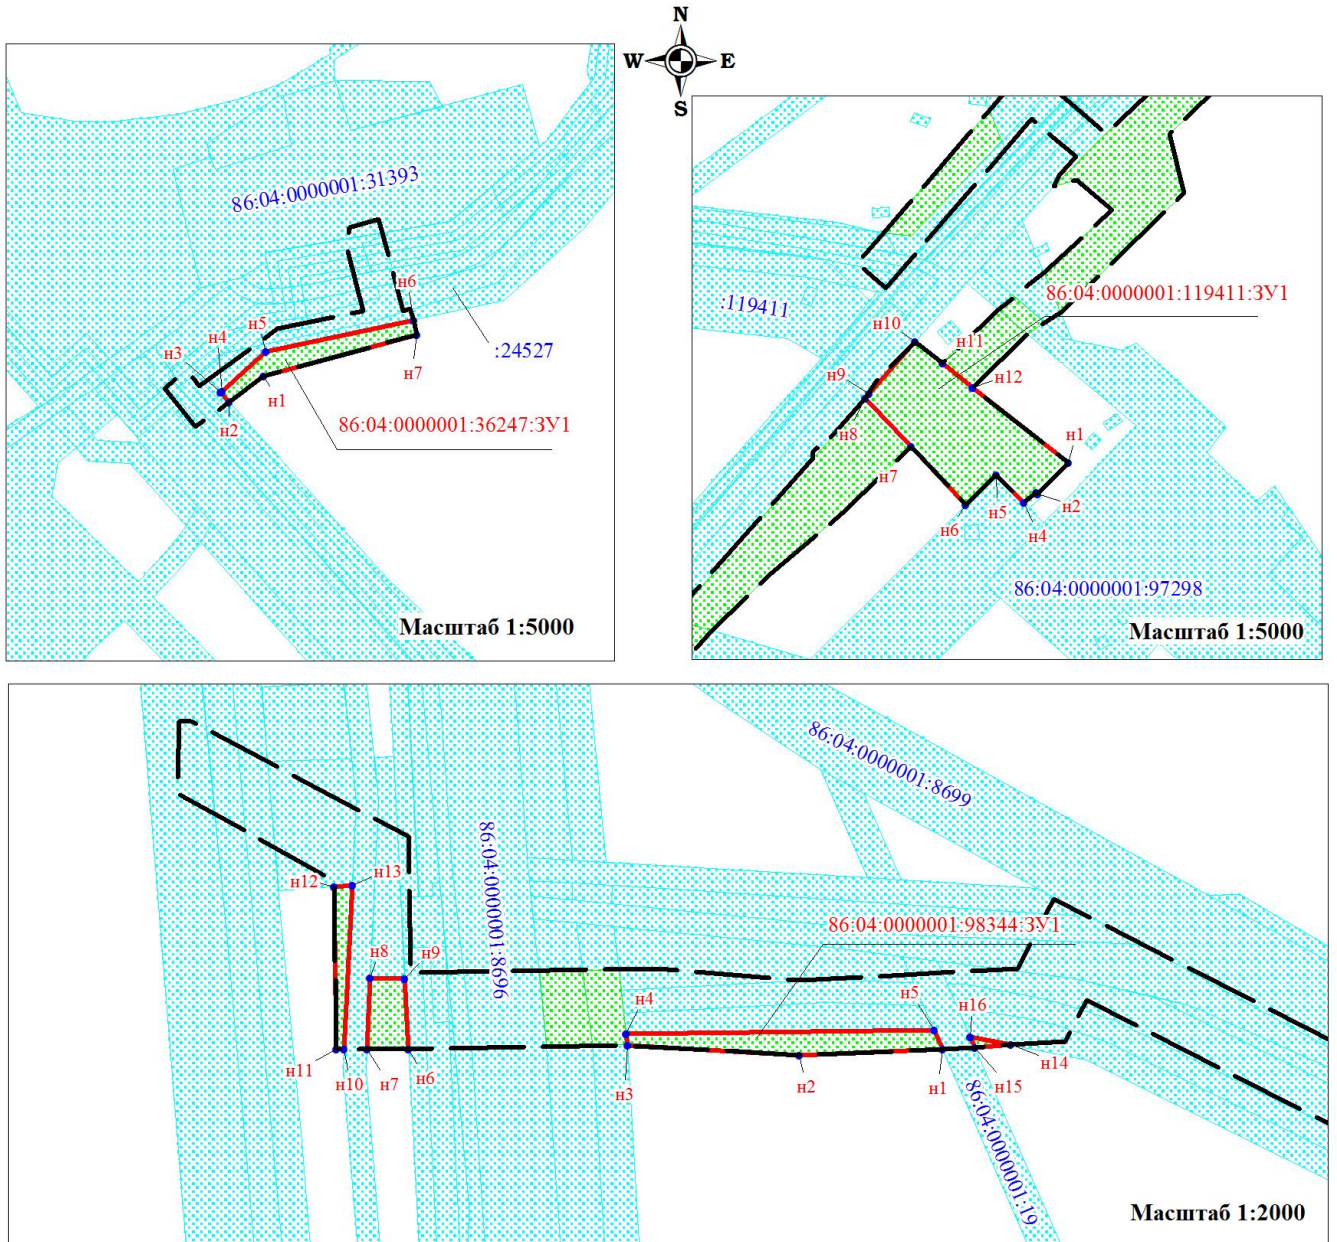 N
W E
S
86:04:0000001:31393
н6
н5
н4
н3
:24527
н7
н1
86:04:0000001:36247:ЗУ1
н2
Масштаб 1:5000
:119411
86:04:0000001:119411:ЗУ1
н10
н11
н12
н9
н8
н1
н7
н5
н2
н6
н4
86:04:0000001:97298
Масштаб 1:5000
86:04:0000001:8699
86:04:0000001:8696
н12
н13
86:04:0000001:98344:ЗУ1
н8
н9
н4
н5
н16
н11
н10
н7
н6
н3
н2
н1
н15
н14
86:04:0000001:19
Масштаб 1:2000